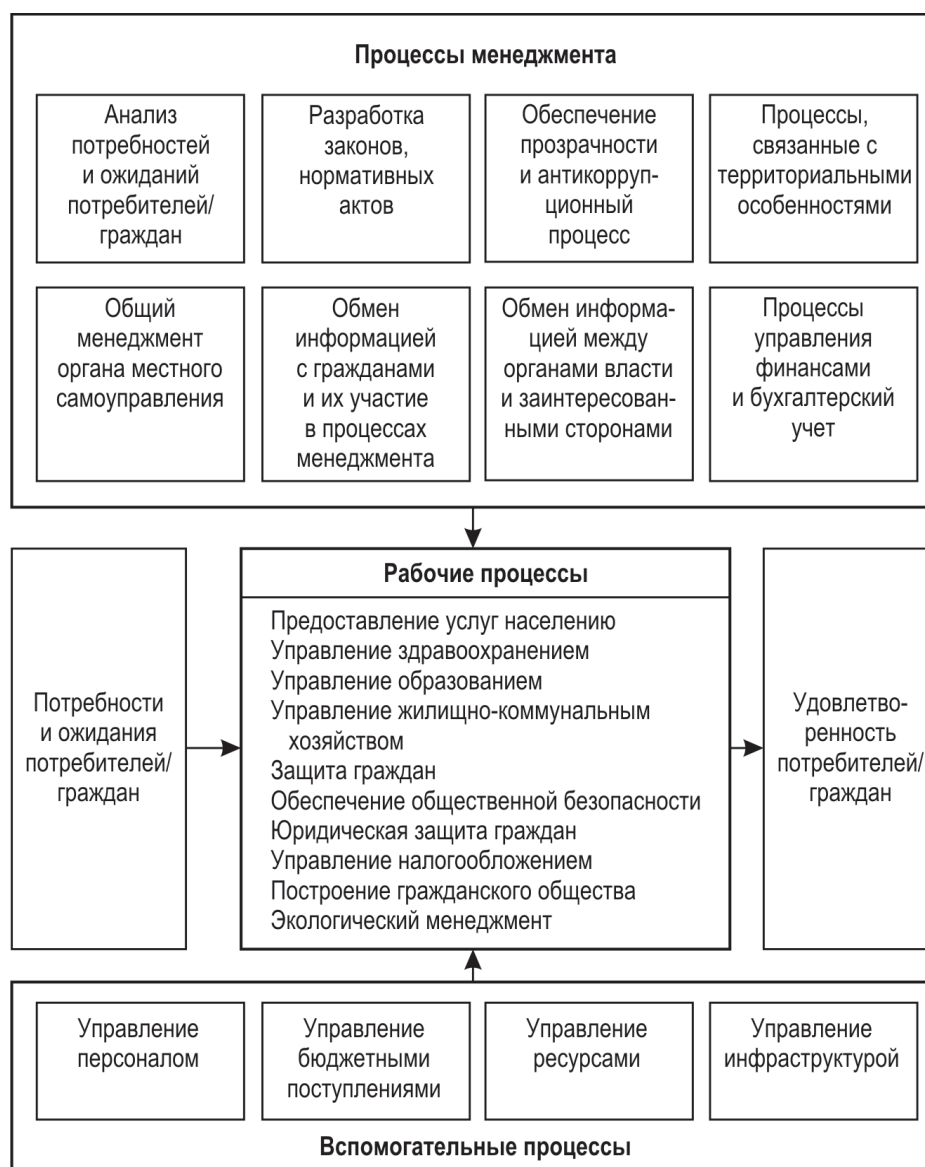 Процессы менеджмента
Анализ
потребностей
и ожиданий
потребителей/
граждан
Разработка
законов,
нормативных
актов
Обеспечение
прозрачности
и антикорруп-
ционный
процесс
Процессы,
связанные с
территориальными
особенностями
Общий
менеджмент
органа местного
самоуправления
Обмен
информацией
с гражданами
и их участие
в процессах
менеджмента
Обмен информа-
цией между
органами власти
и заинтересован-
ными сторонами
Процессы
управления
финансами
и бухгалтерский
учет
Потребности
и ожидания
потребителей/
граждан
Рабочие процессы
Предоставление услуг населению
Управление здравоохранением
Управление образованием
Управление жилищно-коммунальным
хозяйством
Защита граждан
Обеспечение общественной безопасности
Юридическая защита граждан
Управление налогообложением
Построение гражданского общества
Экологический менеджмент
Удовлетво-
ренность
потребителей/
граждан
Управление
персоналом
Управление
бюджетными
поступлениями
Управление
ресурсами
Управление
инфраструктурой
Вспомогательные процессы